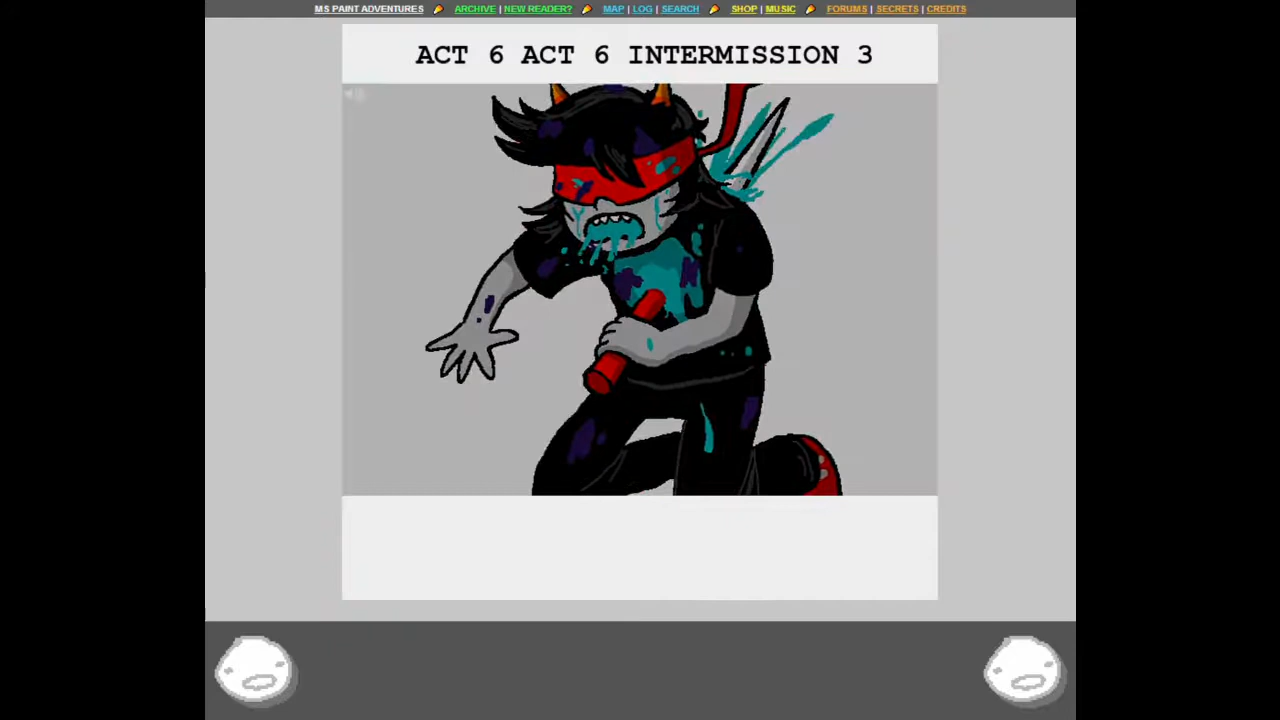 MS PAINT ADVENTURES ARCHIVE | NEW READER? MAP | LOG | SEARCH SHOP | MUSIC FORUMS | SECRETS | CREDITS
ACT 6 ACT 6 INTERMISSION 3